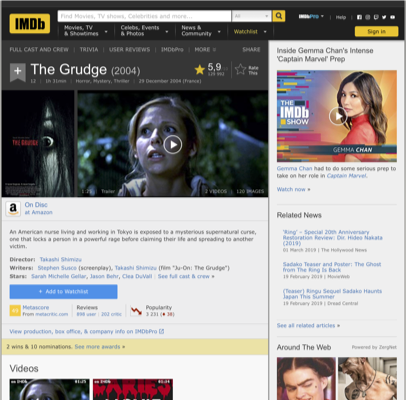 IMDb
Find Movies, TV shows, Celebrities and more...
All
IMDbPro
Help
Movies, TV
& Showtimes
Celebs, Events
& Photos
News &
Community
Watchlist
Sign in
FULL CAST AND CREW | TRIVIA | USER REVIEWS | IMDbPro | MORE
SHARE
The Grudge (2004)
5,9
Rate
This
12 | 1h 31min | Horror, Mystery, Thriller | 29 December 2004 (France)
THE GRUDGE
1:25 | Trailer
2 VIDEOS | 110 IMAGES
On Disc
at Amazon
An American nurse living and working in Tokyo is exposed to a mysterious supernatural curse,
one that locks a person in a powerful rage before claiming their life and spreading to another
victim.
Director: Takashi Shimizu
Writers: Stephen Susco (screenplay), Takashi Shimizu (film "Ju-On: The Grudge")
Stars: Sarah Michelle Gellar, Jason Behr, Clea DuVall | See full cast & crew »
+ Add to Watchlist
Metascore
From metacritic.com
Reviews
898 user | 202 critic
Popularity
3 231 (38)
View production, box office, & company info on IMDbPro
2 wins & 10 nominations. See more awards »
Videos
Inside Gemma Chan's Intense
'Captain Marvel' Prep
THE
IMDb
SHOW
GEMMA CHAN
Gemma Chan had to do some serious prep to
take on her role in Captain Marvel.
Watch now »
Related News
'Ring' - Special 20th Anniversary
Restoration Review: Dir. Hideo Nakata
(2019)
01 March 2019 | The Hollywood News
Sadako Teaser and Poster: The Ghost
from The Ring Is Back
19 February 2019 | MovieWeb
(Teaser) Ringu Sequel Sadako Haunts
Japan This Summer
19 February 2019 | Dread Central
See all related articles »
Around The Web
Powered by ZergNet